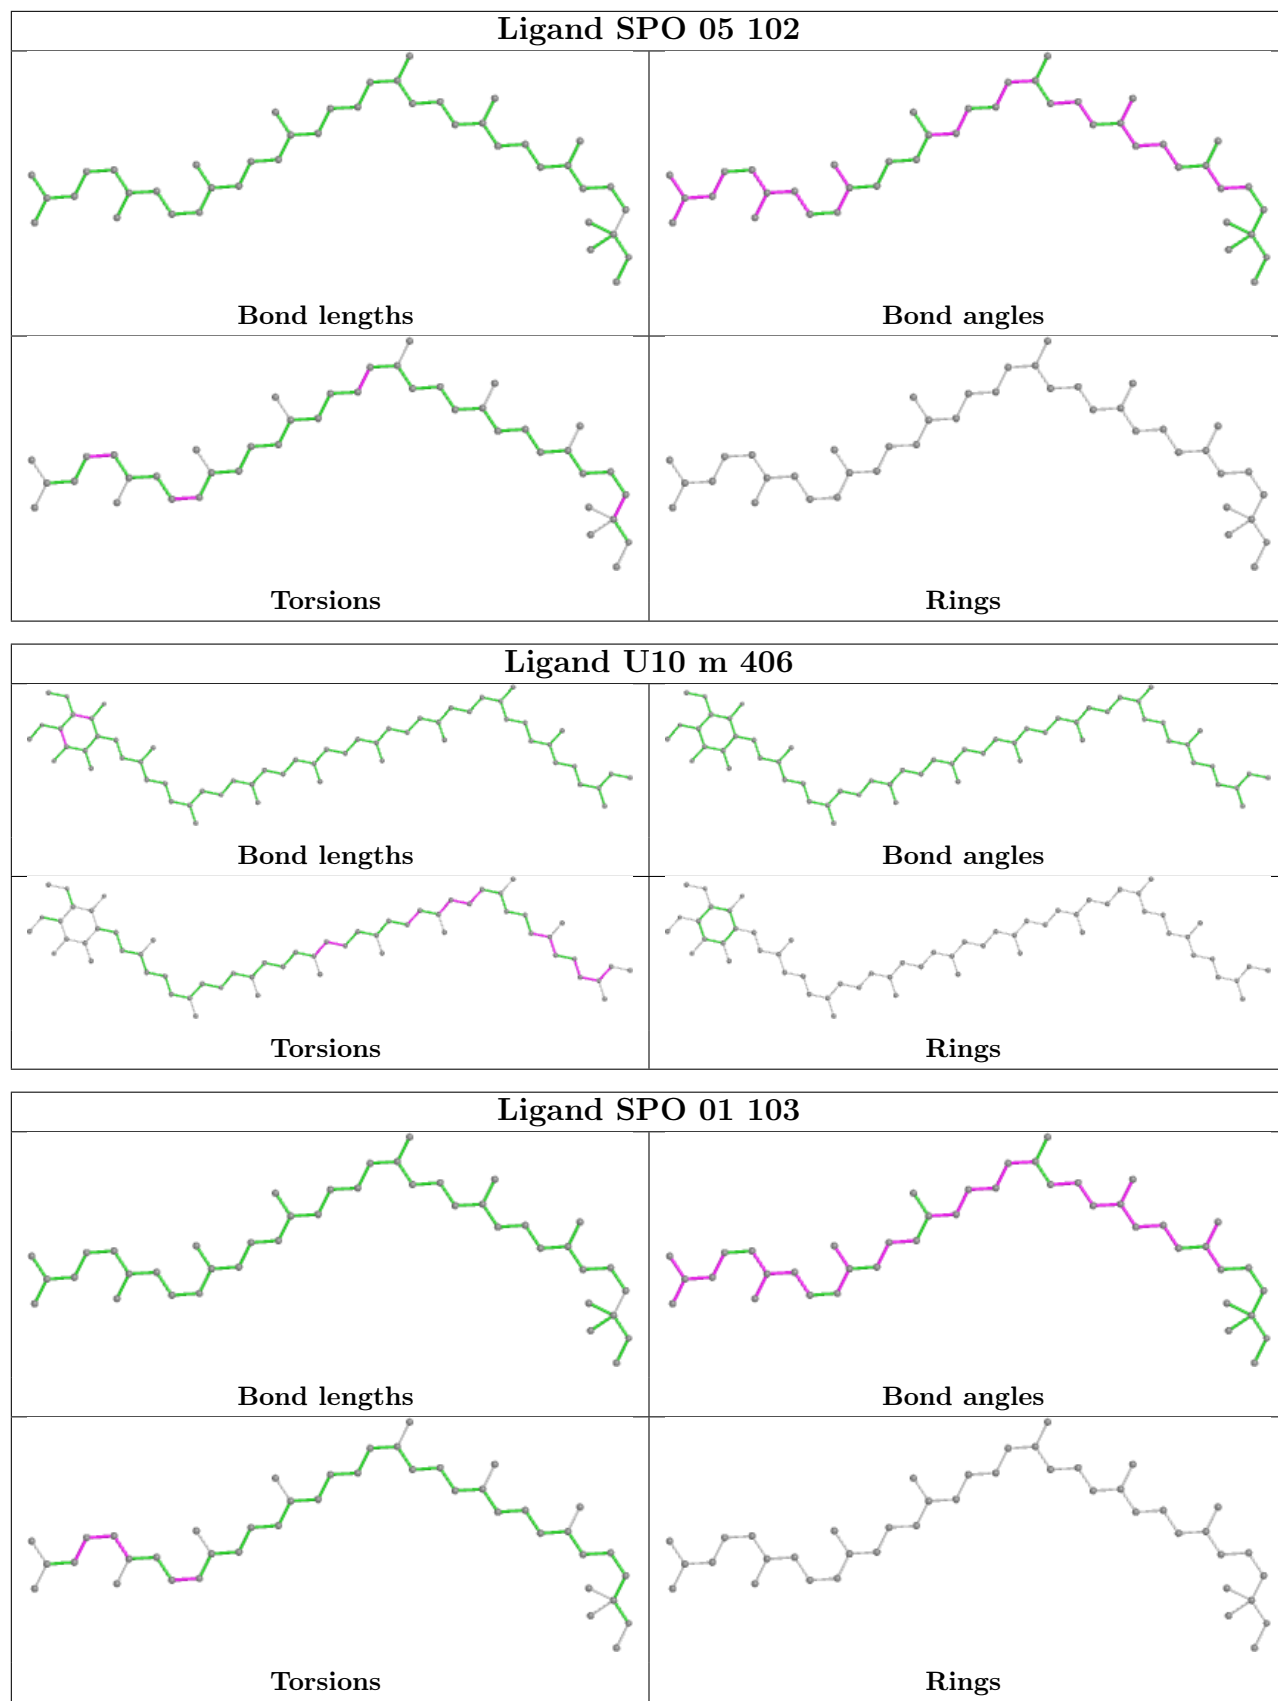 Ligand SPO 05 102
Bond lengths
Bond angles
Torsions
Rings
Ligand U10 m 406
Bond lengths
Bond angles
Torsions
Rings
Ligand SPO 01 103
Bond lengths
Bond angles
Torsions
Rings